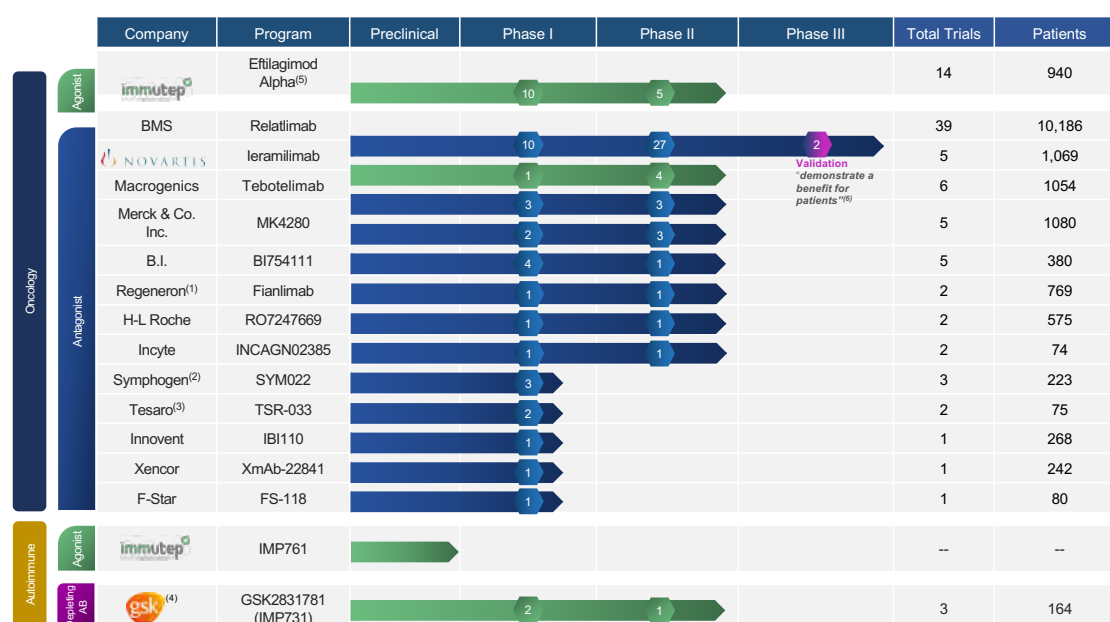 Company Program Preclinical Phase I Phase II Phase III Total Trials Patients
Oncology
Agonist
immutep
Eftilagimod
Alpha(5)
10 5
14 940
Antagonist
BMS Relatlimab 10 27 2 39 10,186
Validation
“demonstrate a
benefit for
patients”(6)
NOVARTIS Ieramilimab 1 4 5 1,069
Macrogenics Tebotelimab 3 3 6 1054
Merck & Co.
Inc.
MK4280 2 3 5 1080
B.I. BI754111 4 1 5 380
Regeneron(1) Fianlimab 1 1 2 769
H-L Roche RO7247669 1 1 2 575
Incyte INCAGN02385 1 1 2 74
Symphogen(2) SYM022 3 3 223
Tesaro(3) TSR-033 2 2 75
Innovent IBI110 1 1 268
Xencor XmAb-22841 1 1 242
F-Star FS-118 1 1 80
Autoimmune
Agonist
immutep IMP761 -- --
AB
gsk(4)
GSK2831781
(IMP731)
2 1
3 164